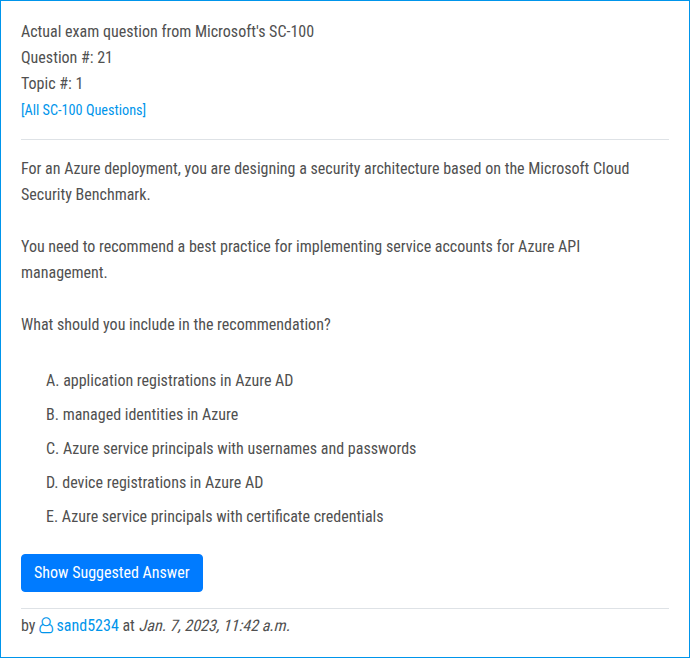 Actual exam question from Microsoft's SC-100
Question #: 21
Topic #: 1
[All SC-100 Questions]
For an Azure deployment, you are designing a security architecture based on the Microsoft Cloud
Security Benchmark.
You need to recommend a best practice for implementing service accounts for Azure API
management.
What should you include in the recommendation?
A. application registrations in Azure AD
B. managed identities in Azure
C. Azure service principals with usernames and passwords
D. device registrations in Azure AD
E. Azure service principals with certificate credentials
Show Suggested Answer
by sand5234 at Jan. 7, 2023, 11:42 a.m.